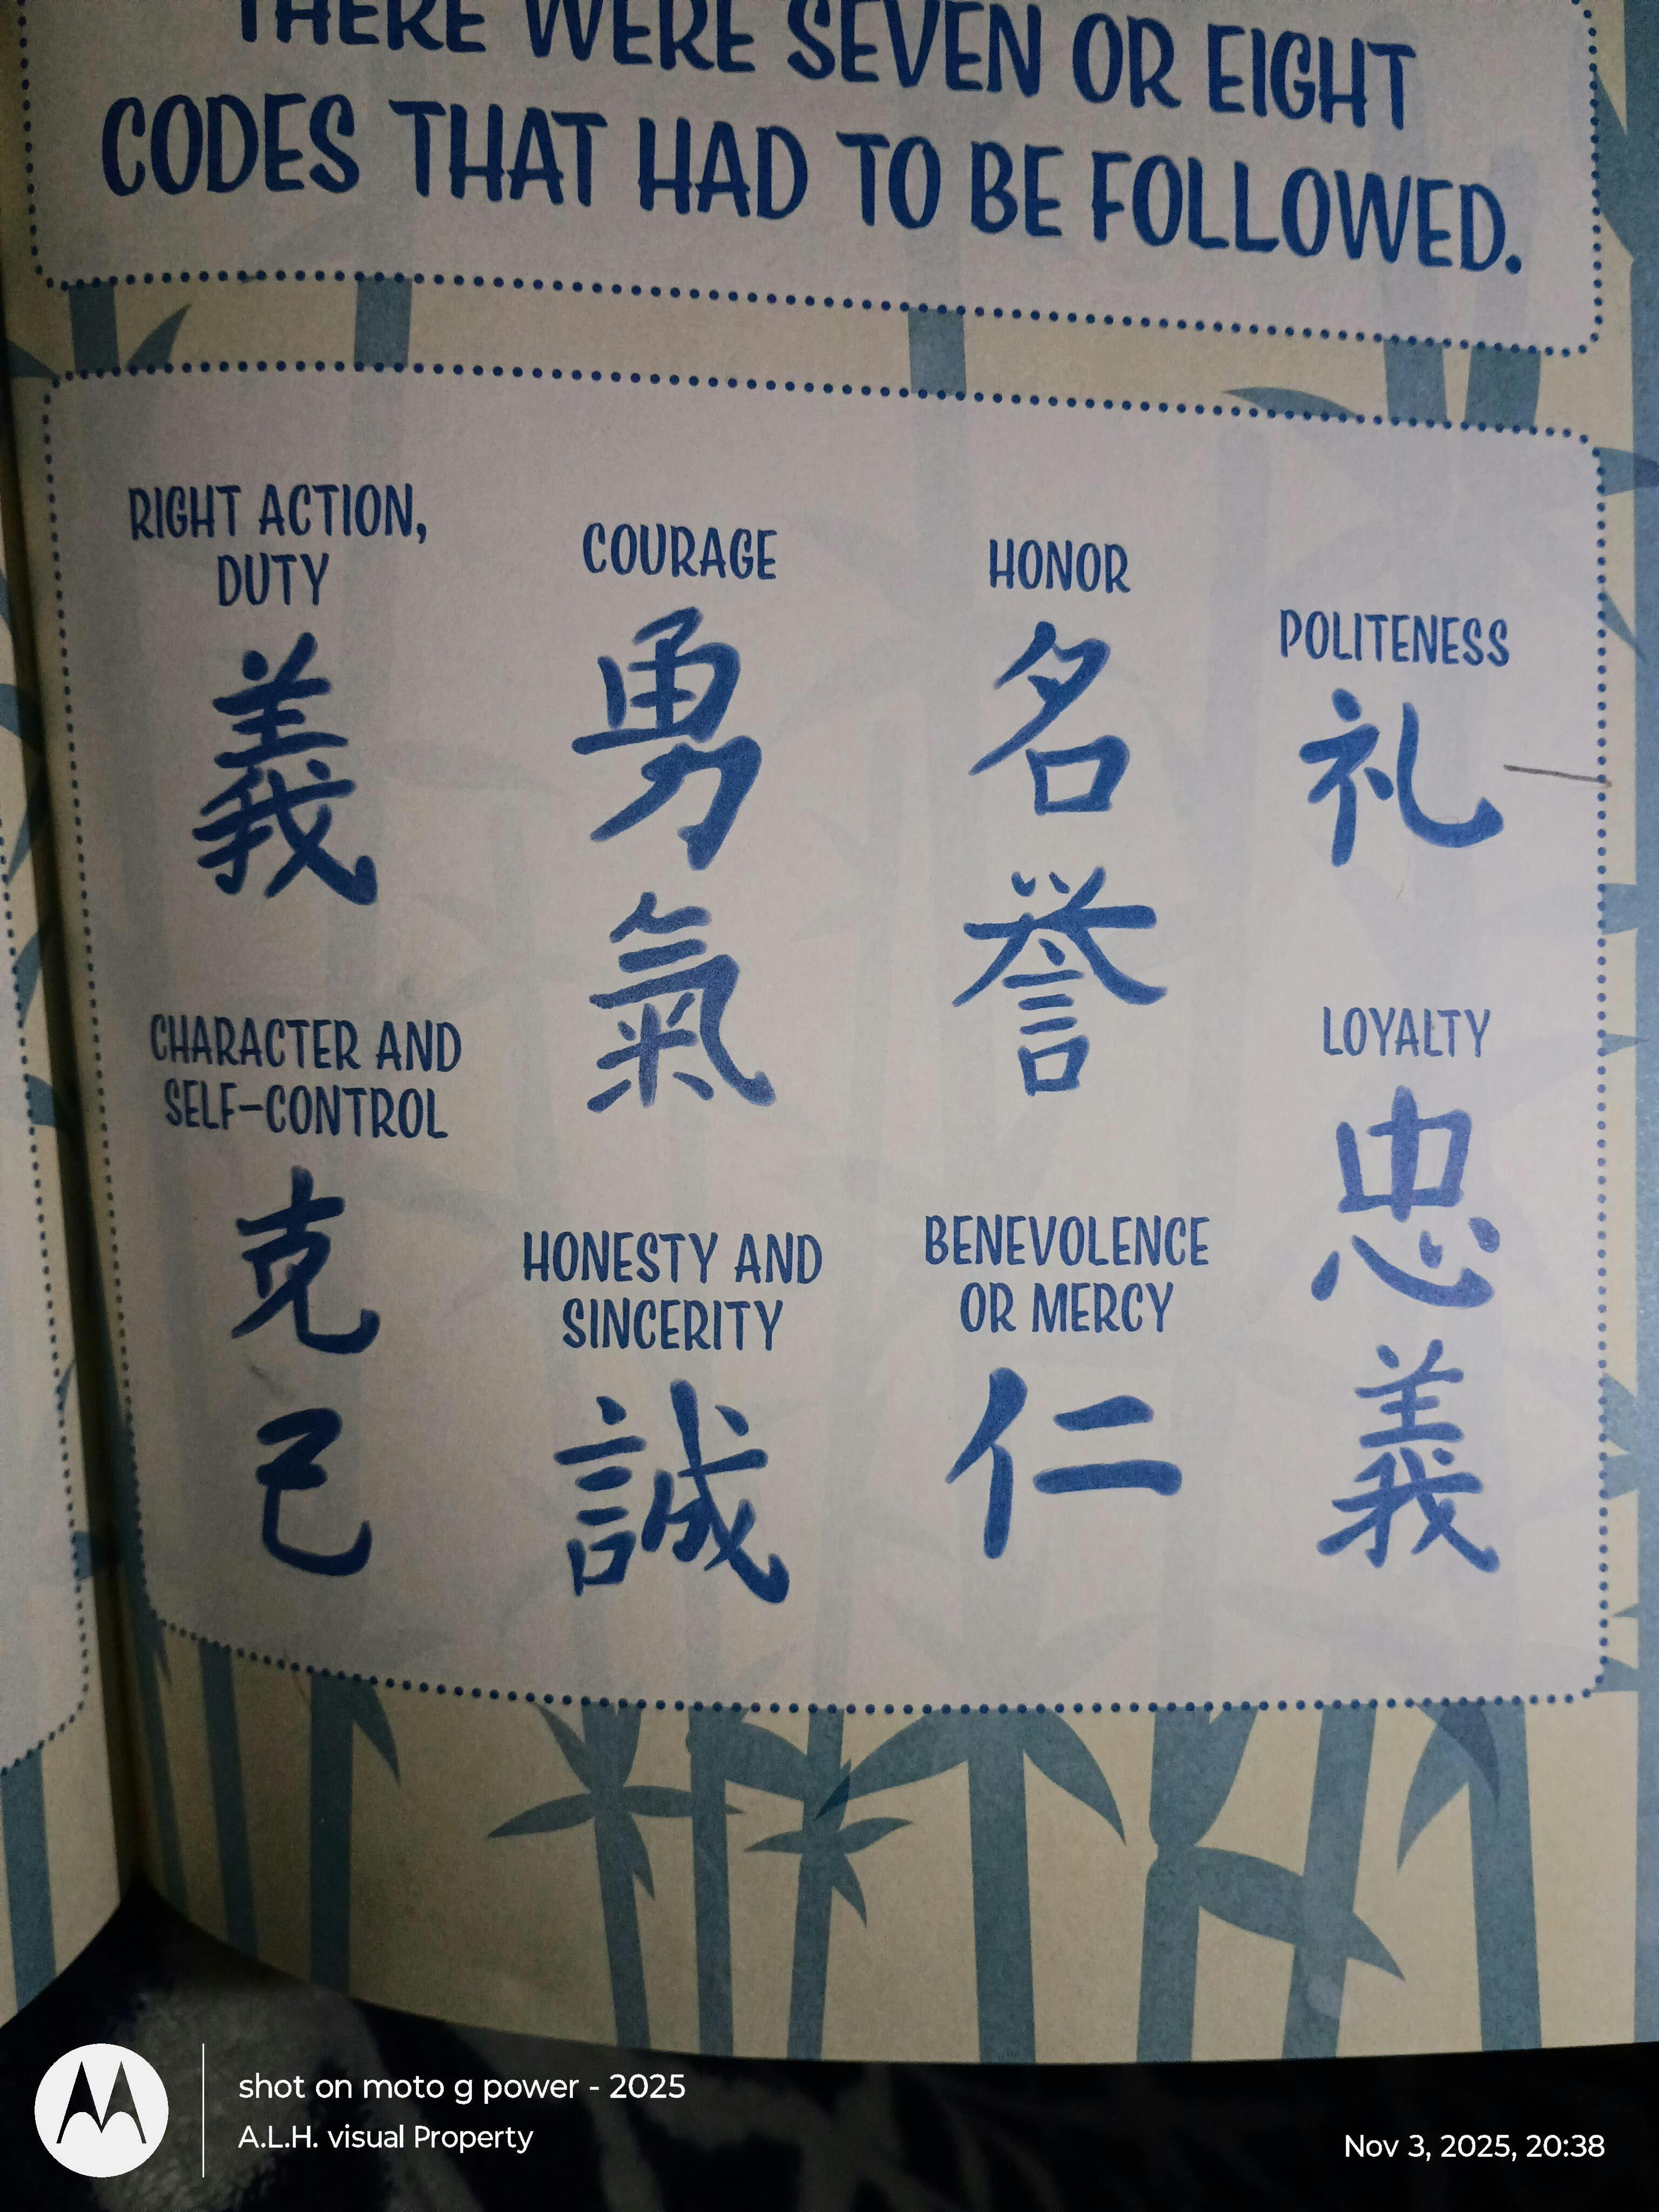 THERE WERE SEVEN OR EIGHT
CODES THAT HAD TO BE FOLLOWED.
RIGHT ACTION,
DUTY
義
COURAGE
勇
氣
HONOR
名
誉
POLITENESS
礼
CHARACTER AND
SELF-CONTROL
克
己
HONESTY AND
SINCERITY
誠
BENEVOLENCE
OR MERCY
仁
LOYALTY
忠
義
shot on moto g power - 2025
A.L.H. visual Property
Nov 3, 2025, 20:38